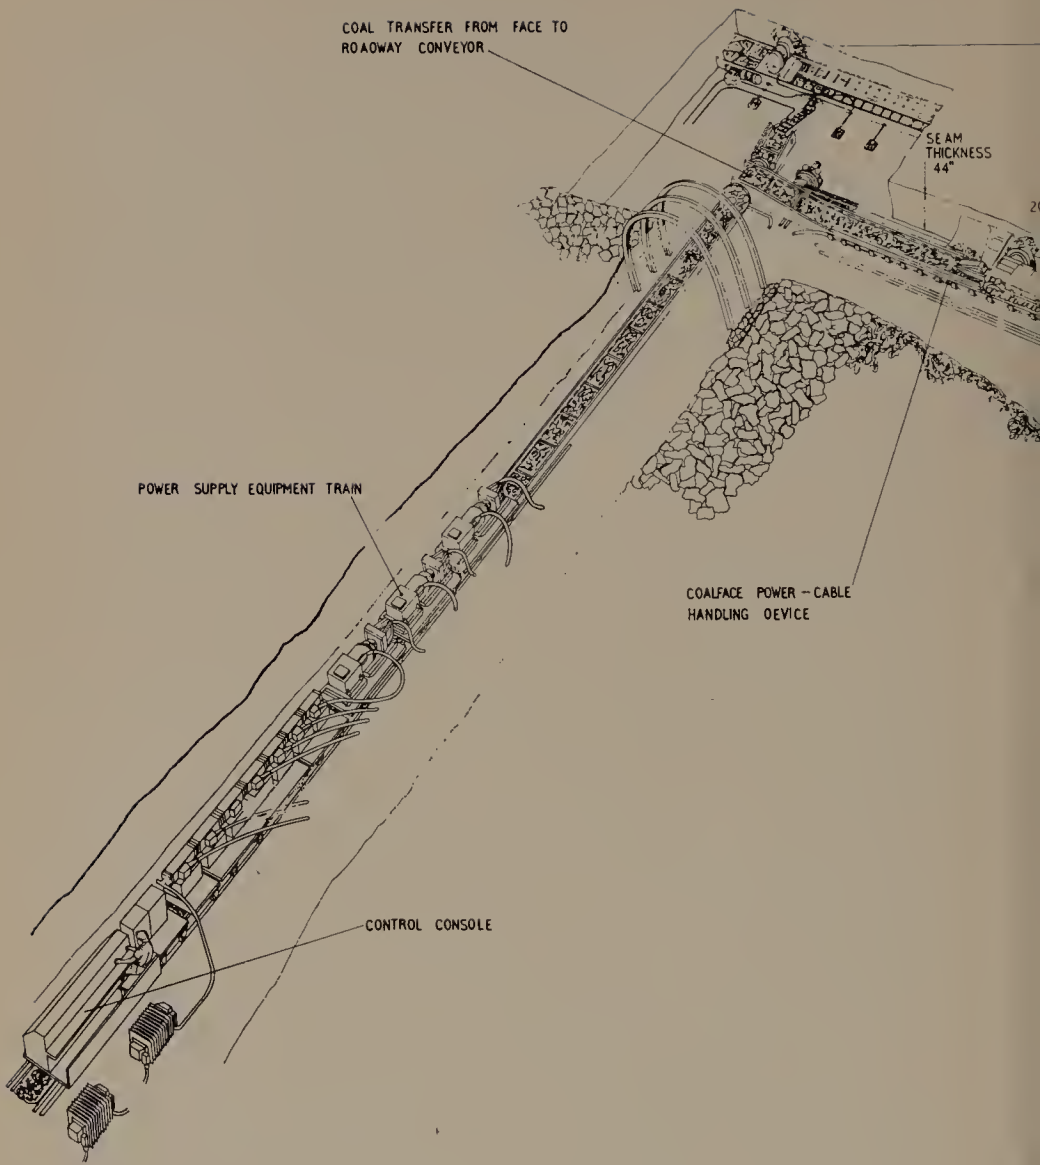 COAL TRANSFER FROM FACE TO
ROADWAY CONVEYOR
SEAM
THICKNESS
44"
20
POWER SUPPLY EQUIPMENT TRAIN
COALFACE POWER - CABLE
HANDLING DEVICE
CONTROL CONSOLE